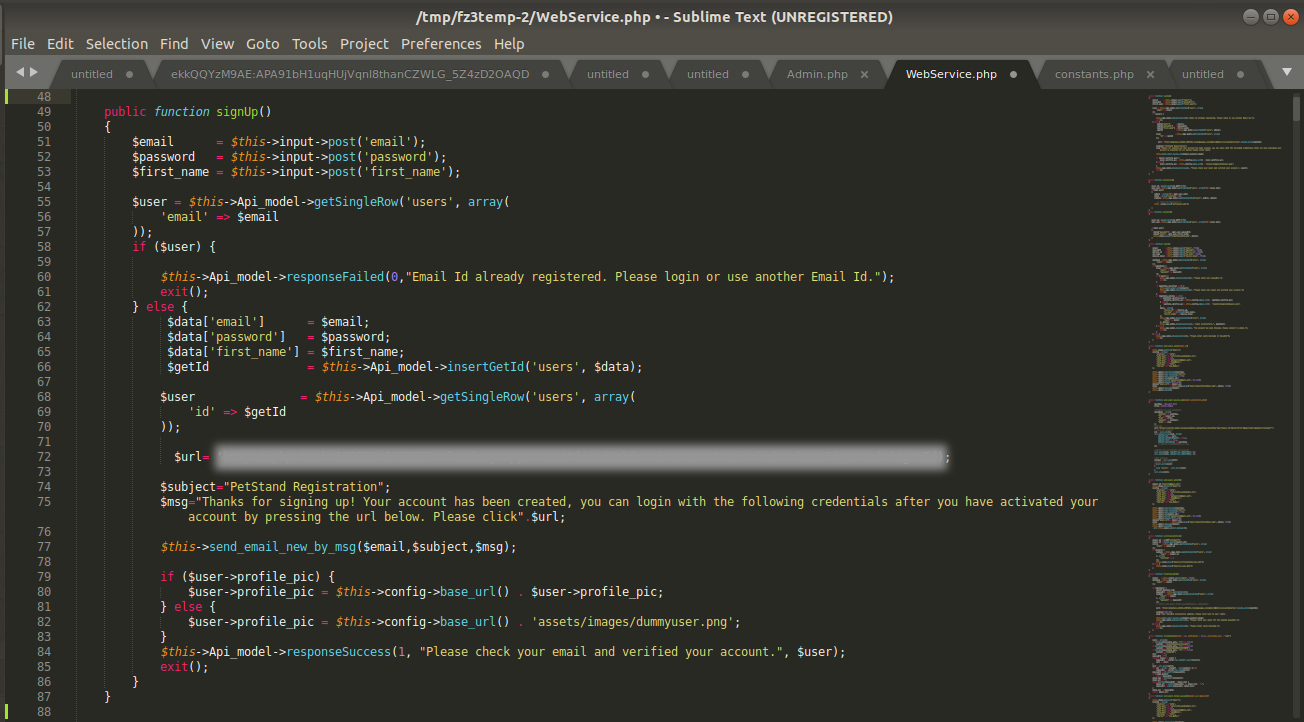 /tmp/fz3temp-2/WebService.php • - Sublime Text (UNREGISTERED)
File Edit Selection Find View Goto Tools Project Preferences Help
untitled ekkQQYzM9AE:APA91bH1uqHUjVqnI8thanCZWLG_5Z4zD2OAQD untitled untitled Admin.php WebService.php constants.php untitled
48
49 public function signUp()
50 {
51 $email = $this->input->post('email');
52 $password = $this->input->post('password');
53 $first_name = $this->input->post('first_name');
54
55 $user = $this->Api_model->getSingleRow('users', array(
56 'email' => $email
57 ));
58 if ($user) {
59
60 $this->Api_model->responseFailed(0,"Email Id already registered. Please login or use another Email Id.");
61 exit();
62 } else {
63 $data['email'] = $email;
64 $data['password'] = $password;
65 $data['first_name'] = $first_name;
66 $getId = $this->Api_model->insertGetId('users', $data);
67
68 $user = $this->Api_model->getSingleRow('users', array(
69 'id' => $getId
70 ));
71
72 $url= ;
73
74 $subject="PetStand Registration";
75 $msg="Thanks for signing up! Your account has been created, you can login with the following credentials after you have activated your
account by pressing the url below. Please click".$url;
76
77 $this->send_email_new_by_msg($email,$subject,$msg);
78
79 if ($user->profile_pic) {
80 $user->profile_pic = $this->config->base_url() . $user->profile_pic;
81 } else {
82 $user->profile_pic = $this->config->base_url() . 'assets/images/dummyuser.png';
83 }
84 $this->Api_model->responseSuccess(1, "Please check your email and verified your account.", $user);
85 exit();
86 }
87 }
88